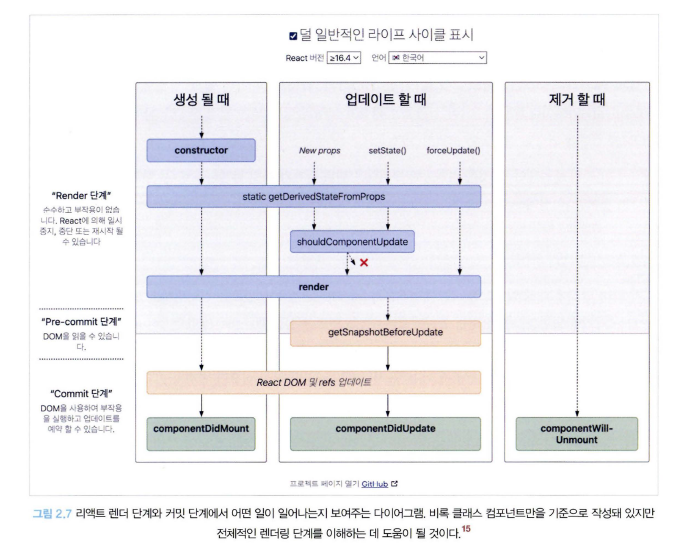 덜 일반적인 라이프 사이클 표시
React 버전 ≥16.4 언어 한국어
생성 될 때
업데이트 할 때
제거 할 때
constructor
New props
setState()
forceUpdate()
"Render 단계"
순수하고 부작용이 없습
니다. React에 의해 일시
중지, 중단 또는 재시작 될
수 있습니다
static getDerivedStateFromProps
shouldComponentUpdate
render
"Pre-commit 단계"
DOM을 읽을 수 있습니
다.
getSnapshotBeforeUpdate
"Commit 단계"
DOM을 사용하여 부작용
을 실행하고 업데이트를
예약 할 수 있습니다.
React DOM 및 refs 업데이트
componentDidMount
componentDidUpdate
componentWill-
Unmount
프로젝트 페이지 열기 GitHub
그림 2.7 리액트 렌더 단계와 커밋 단계에서 어떤 일이 일어나는지 보여주는 다이어그램. 비록 클래스 컴포넌트만을 기준으로 작성돼 있지만
전체적인 렌더링 단계를 이해하는 데 도움이 될 것이다.15